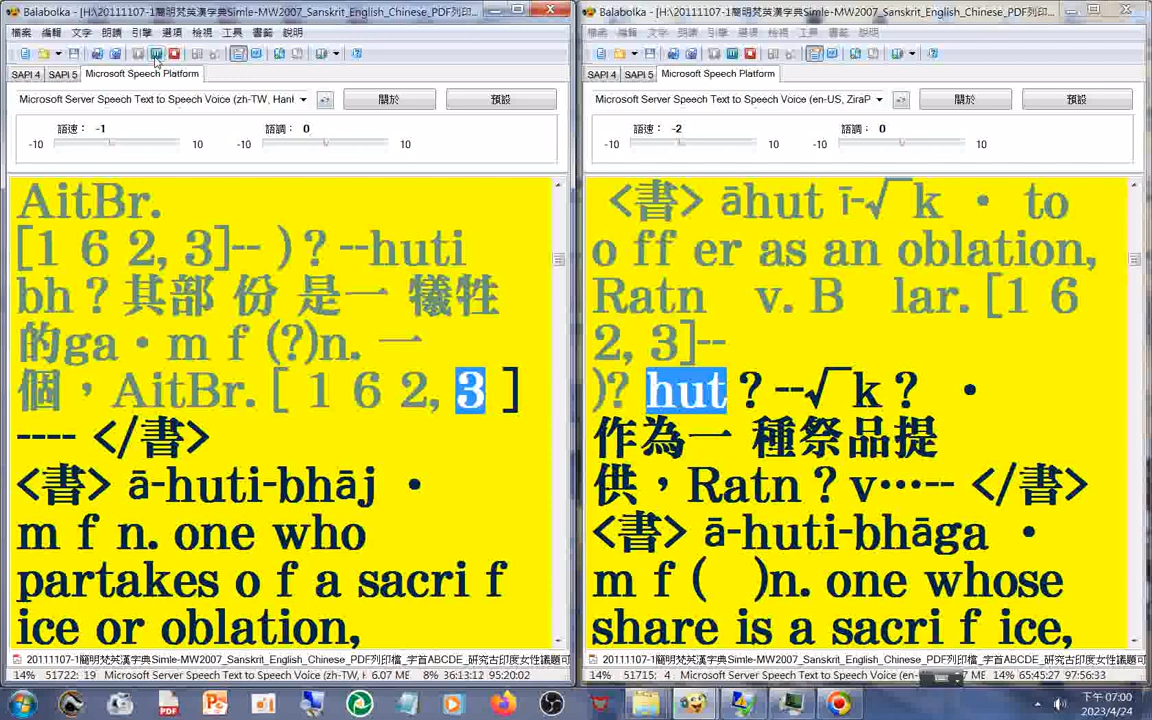 Balabolka - [H:\20111107-1簡明梵英漢字典Simle-MW2007_Sanskrit_English_Chinese_PDF列印...
檔案 編輯 文字 朗讀 引擎 選項 檢視 工具 書籤 說明
SAPI 4 SAPI 5 Microsoft Speech Platform
Microsoft Server Speech Text to Speech Voice (zh-TW, Hanl
關於 預設
語速： -1 語調： 0
-10 10 -10 10
AitBr.
[1 6 2, 3]-- ) ? --huti
bh ? 其部 份 是一 犧牲
的ga • m f (?)n. 一
個，AitBr. [ 1 6 2, 3 ]
---- </書>
<書> ā-huti-bhāj •
m f n. one who
partakes o f a sacri f
ice or oblation,
20111107-1簡明梵英漢字典Simle-MW2007_Sanskrit_English_Chinese_PDF列印檔_字首ABCDE_研究古印度女性議題可
14% 51722: 19 Microsoft Server Speech Text to Speech Voice (zh-TW, H 6.07 ME 8% 36:13:12 95:20:02
Balabolka - [H:\20111107-1簡明梵英漢字典Simle-MW2007_Sanskrit_English_Chinese_PDF列印...
檔案 編輯 文字 朗讀 引擎 選項 檢視 工具 書籤 說明
SAPI 4 SAPI 5 Microsoft Speech Platform
Microsoft Server Speech Text to Speech Voice (en-US, ZiraP
關於 預設
語速： -2 語調： 0
-10 10 -10 10
<書> āhut ī-√ k • to
o ff er as an oblation,
Ratn v. B lar. [1 6
2, 3]--
)? hut ? --√ k ? •
作為一 種祭品提
供，Ratn ? v…-- </書>
<書> ā-huti-bhāga •
m f ( )n. one whose
share is a sacri f ice,
20111107-1簡明梵英漢字典Simle-MW2007_Sanskrit_English_Chinese_PDF列印檔_字首ABCDE_研究古印度女性議題可
14% 51715: 4 Microsoft Server Speech Text to Speech Voice ME 14% 65:45:27 97:56:33
下午 07:00
2023/4/24